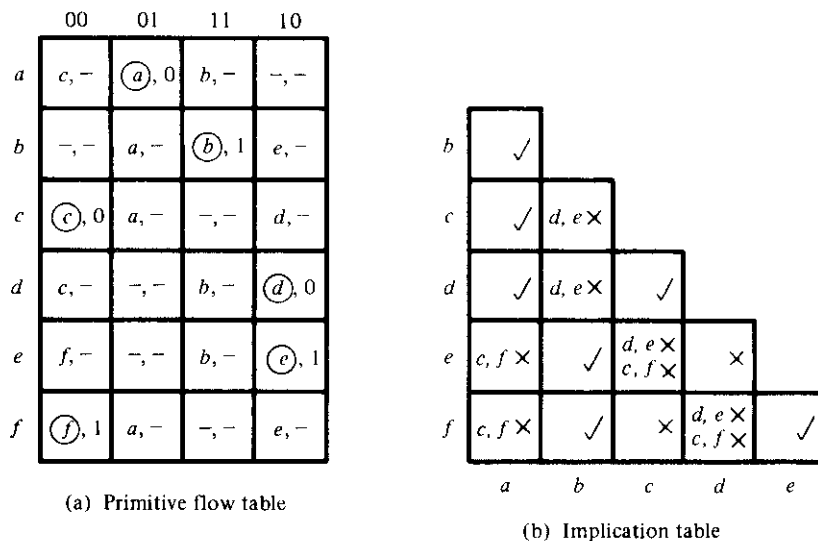 00 01 11 10
a c, – a, 0 b, – –, –
b –, – a, – b, 1 e, –
c c, 0 a, – –, – d, –
d c, – –, – b, – d, 0
e f, – –, – b, – e, 1
f f, 1 a, – –, – e, –
(a) Primitive flow table
b ✓
c ✓ d, e ×
d ✓ d, e × ✓
e c, f × ✓ d, e × c, f × ×
f c, f × ✓ × d, e × c, f × ✓
a b c d e
(b) Implication table